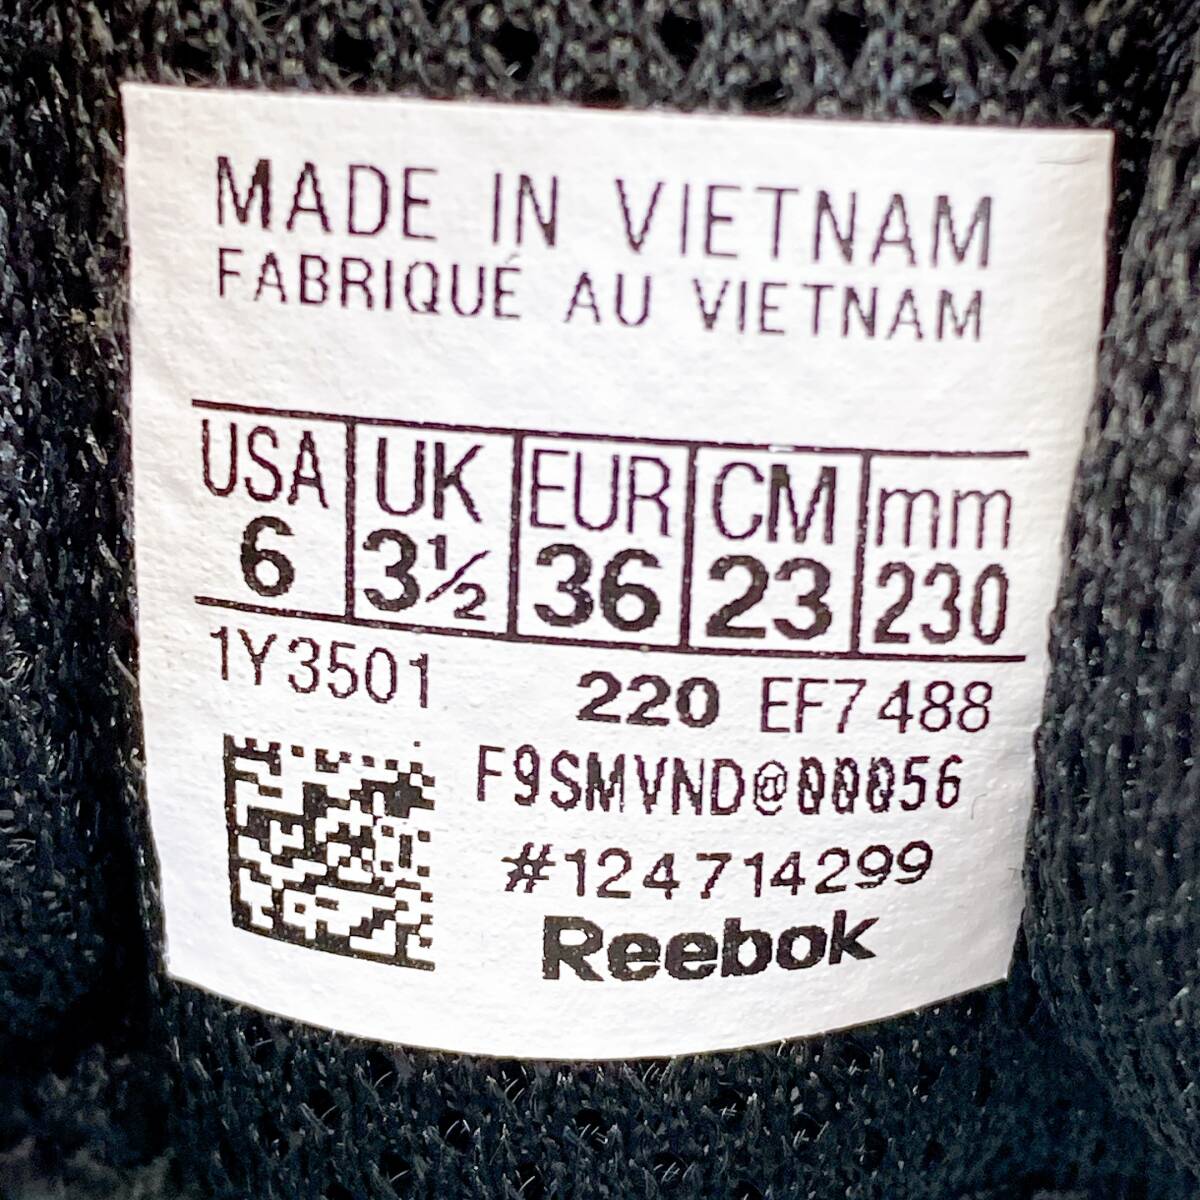 MADE IN VIETNAM
FABRIQUÉ AU VIETNAM
USA UK EUR CM mm
6 3½ 36 23 230
1Y3501 220 EF7488
F9SMVND@00056
#124714299
Reebok